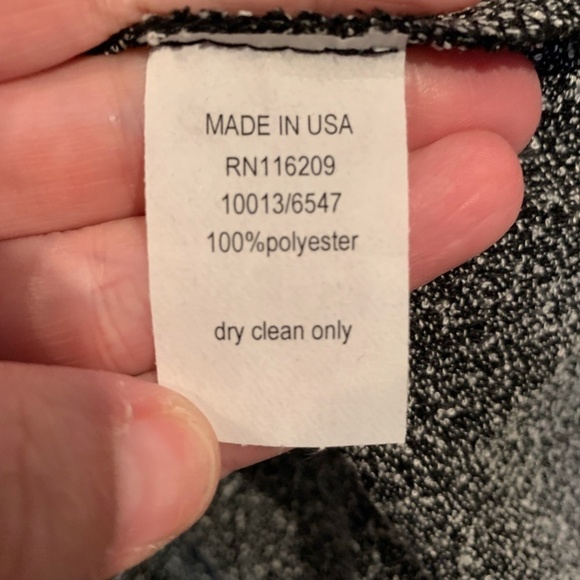 MADE IN USA
RN116209
10013/6547
100%polyester
dry clean only